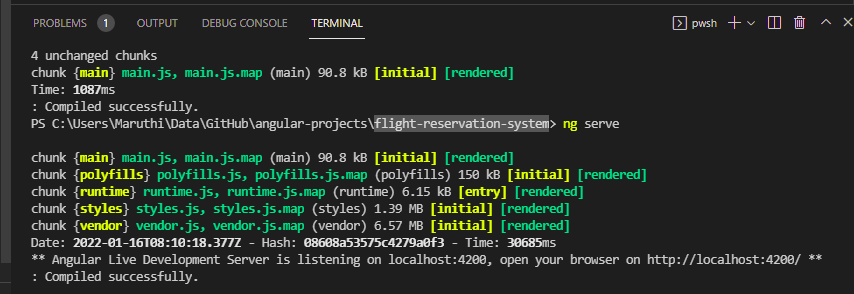 PROBLEMS 1 OUTPUT DEBUG CONSOLE TERMINAL pwsh
4 unchanged chunks
chunk {main} main.js, main.js.map (main) 90.8 kB [initial] [rendered]
Time: 1087ms
: Compiled successfully.
PS C:\Users\Maruthi\Data\GitHub\angular-projects\flight-reservation-system> ng serve
chunk {main} main.js, main.js.map (main) 90.8 kB [initial] [rendered]
chunk {polyfills} polyfills.js, polyfills.js.map (polyfills) 150 kB [initial] [rendered]
chunk {runtime} runtime.js, runtime.js.map (runtime) 6.15 kB [entry] [rendered]
chunk {styles} styles.js, styles.js.map (styles) 1.39 MB [initial] [rendered]
chunk {vendor} vendor.js, vendor.js.map (vendor) 6.57 MB [initial] [rendered]
Date: 2022-01-16T08:10:18.377Z - Hash: 08608a53575c4279a0f3 - Time: 30685ms
** Angular Live Development Server is listening on localhost:4200, open your browser on http://localhost:4200/ **
: Compiled successfully.